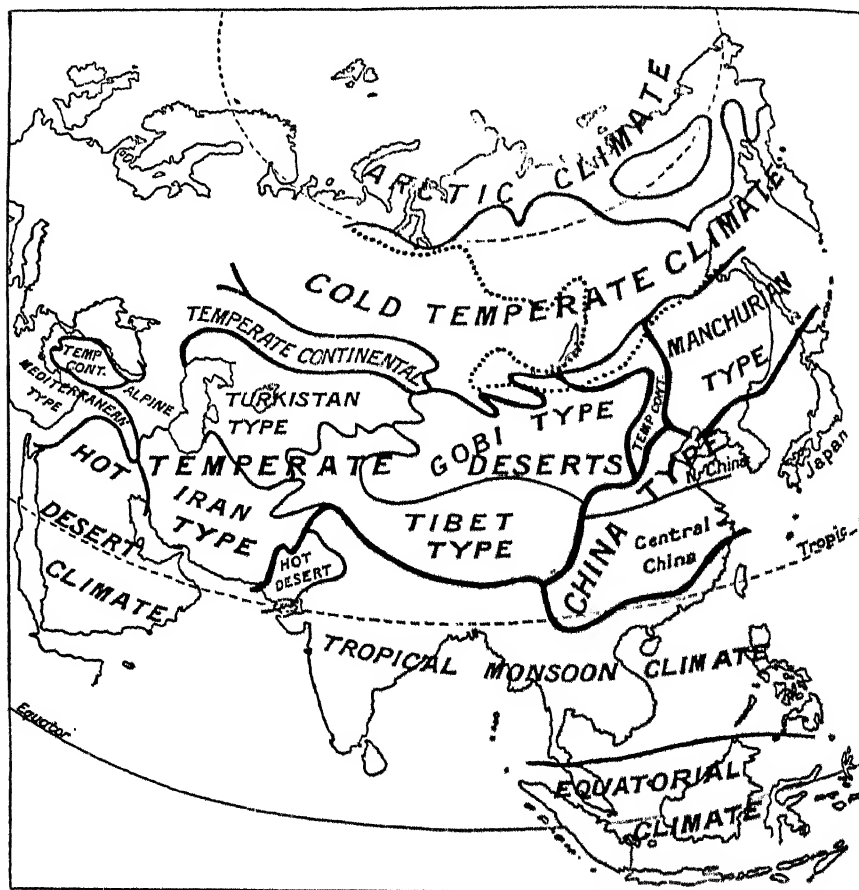 ARCTIC CLIMATE
COLD TEMPERATE CLIMATE
TEMPERATE CONTINENTAL
MANCHURIAN
TYPE
TEMP
CONT.
MEDITERRANEAN
TYPE
ALPINE
TURKISTAN
TYPE
GOBI TYPE
TEMP CONT.
TEMPERATE DESERTS
IRAN
TYPE
TIBET
TYPE
CHINA TYPE
N. China
Central
China
Japan
HOT
DESERT
CLIMATE
HOT
DESERT
Tropic
TROPICAL MONSOON CLIMATE
Equator
EQUATORIAL
CLIMATE